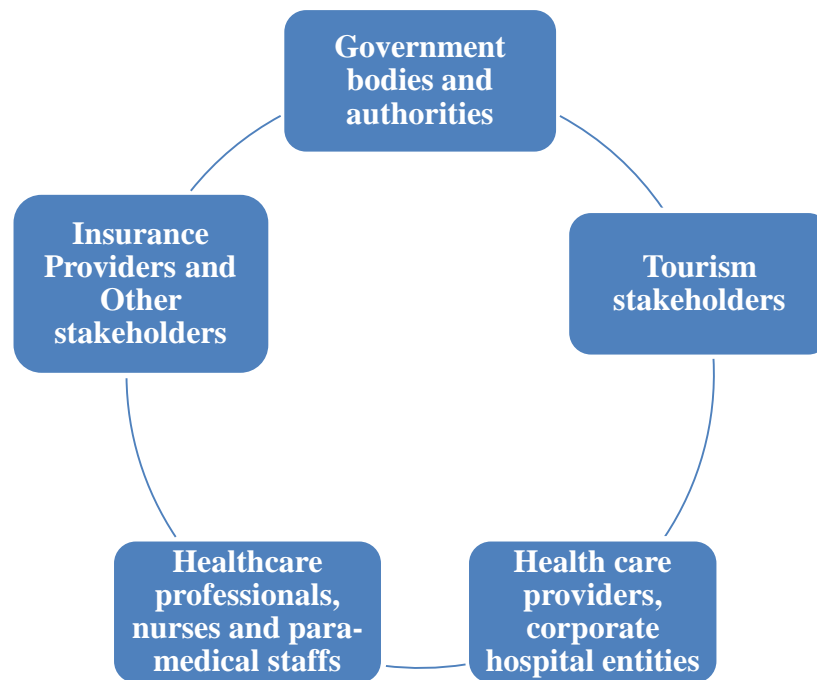 Government
bodies and
authorities
Tourism
stakeholders
Health care
providers,
corporate
hospital entities
Healthcare
professionals,
nurses and para-
medical staffs
Insurance
Providers and
Other
stakeholders